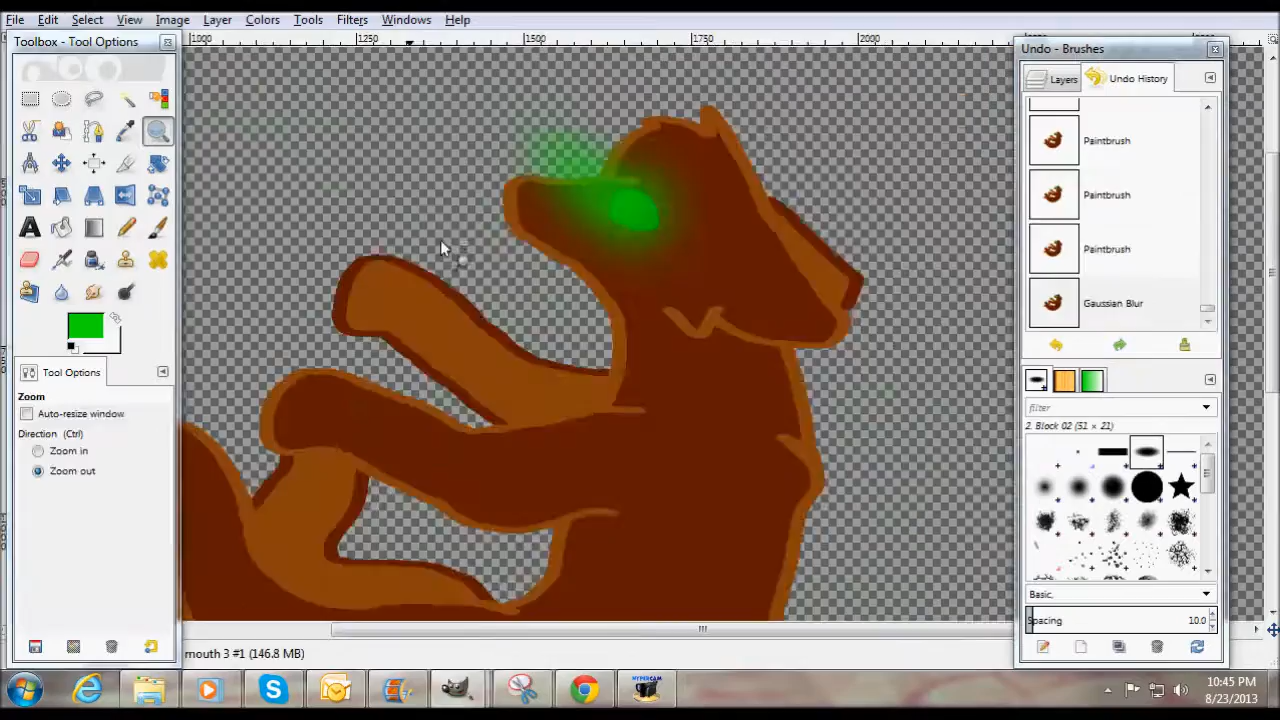 File Edit Select View Image Layer Colors Tools Filters Windows Help
Toolbox - Tool Options
1000 1250 1500 1750 2000
Undo - Brushes
Layers Undo History
Paintbrush
Paintbrush
Paintbrush
Gaussian Blur
Tool Options
Zoom
Auto-resize window
Direction (Ctrl)
Zoom in
Zoom out
filter
2. Block 02 (51 × 21)
Basic,
Spacing 10.0
mouth 3 #1 (146.8 MB)
HYPERCAM
10:45 PM
8/23/2013